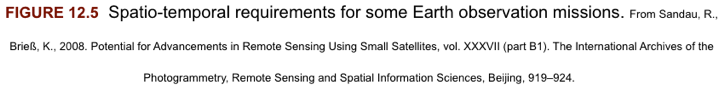 FIGURE 12.5 Spatio-temporal requirements for some Earth observation missions. From Sandau, R.,
Brieß, K., 2008. Potential for Advancements in Remote Sensing Using Small Satellites, vol. XXXVII (part B1). The International Archives of the
Photogrammetry, Remote Sensing and Spatial Information Sciences, Beijing, 919–924.